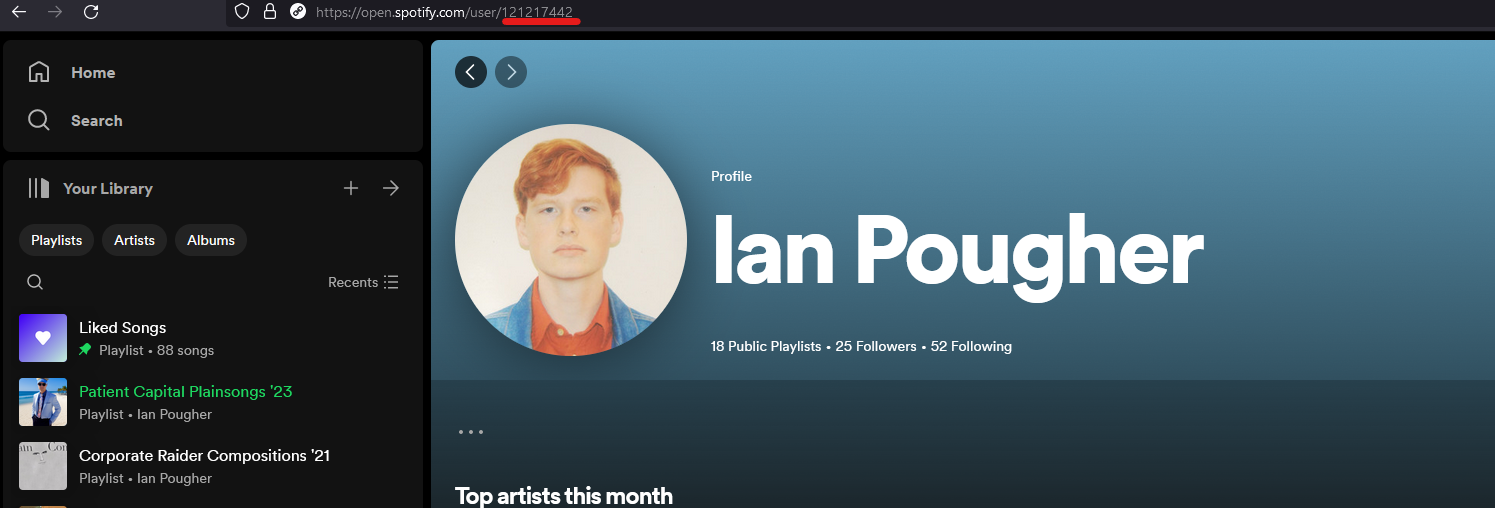 https://open.spotify.com/user/121217442
Home
Search
Your Library
Playlists Artists Albums
Recents
Liked Songs
Playlist • 88 songs
Patient Capital Plainsongs '23
Playlist • Ian Pougher
Corporate Raider Compositions '21
Playlist • Ian Pougher
Profile
Ian Pougher
18 Public Playlists • 25 Followers • 52 Following
Top artists this month